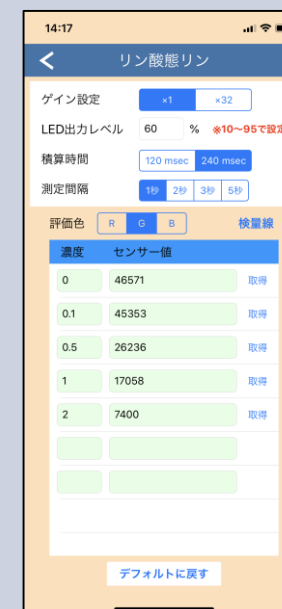 14:17
リン酸態リン
ゲイン設定 ×1 ×32
LED出力レベル 60 % ※10〜95で設定
積算時間 120 msec 240 msec
測定間隔 1秒 2秒 3秒 5秒
評価色 R G B 検量線
濃度 センサー値
0 46571 取得
0.1 45353 取得
0.5 26236 取得
1 17058 取得
2 7400 取得
デフォルトに戻す